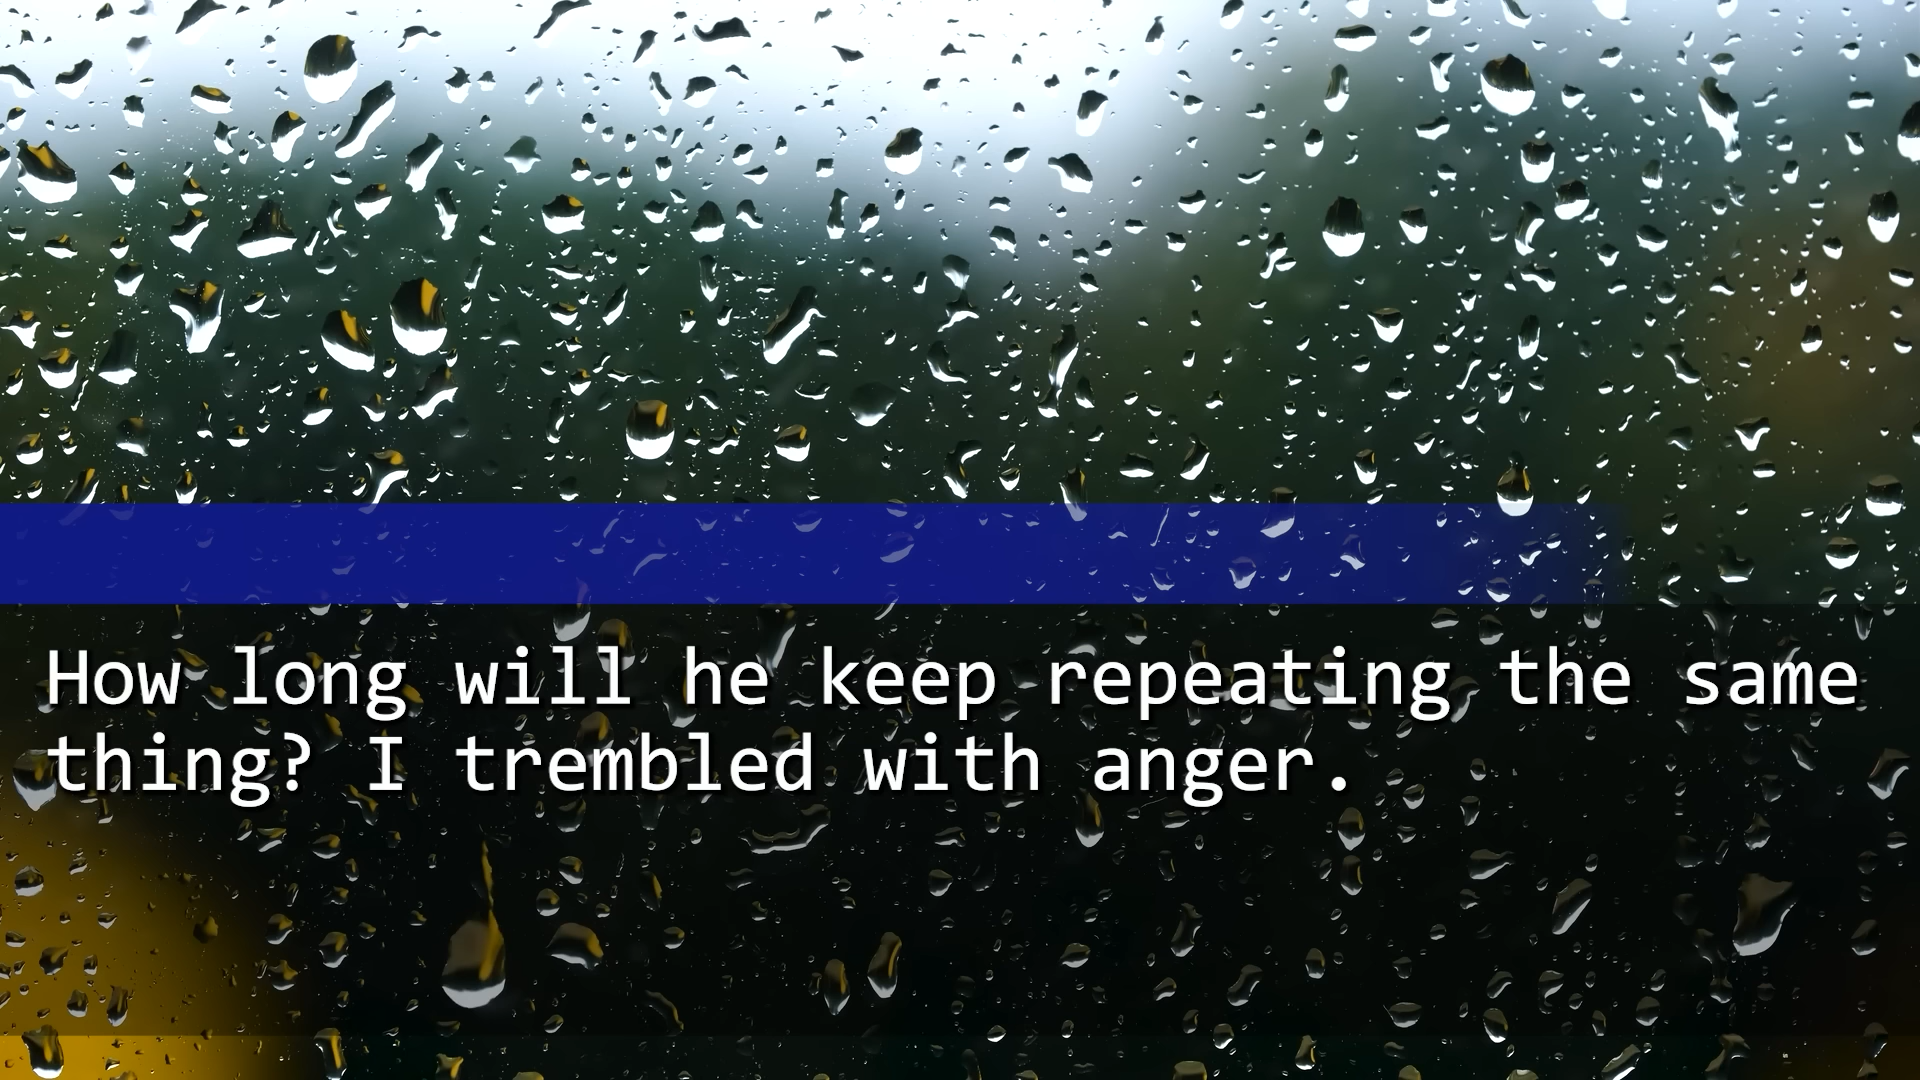 How long will he keep repeating the same
thing? I trembled with anger.